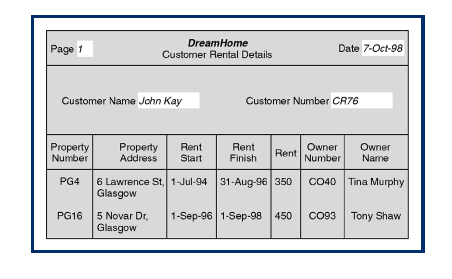 DreamHome
Page 1 Customer Rental Details Date 7-Oct-98
Customer Name John Kay Customer Number CR76
Property Number Property Address Rent Start Rent Finish Rent Owner Number Owner Name
PG4 6 Lawrence St, Glasgow 1-Jul-94 31-Aug-96 350 CO40 Tina Murphy
PG16 5 Novar Dr, Glasgow 1-Sep-96 1-Sep-98 450 CO93 Tony Shaw